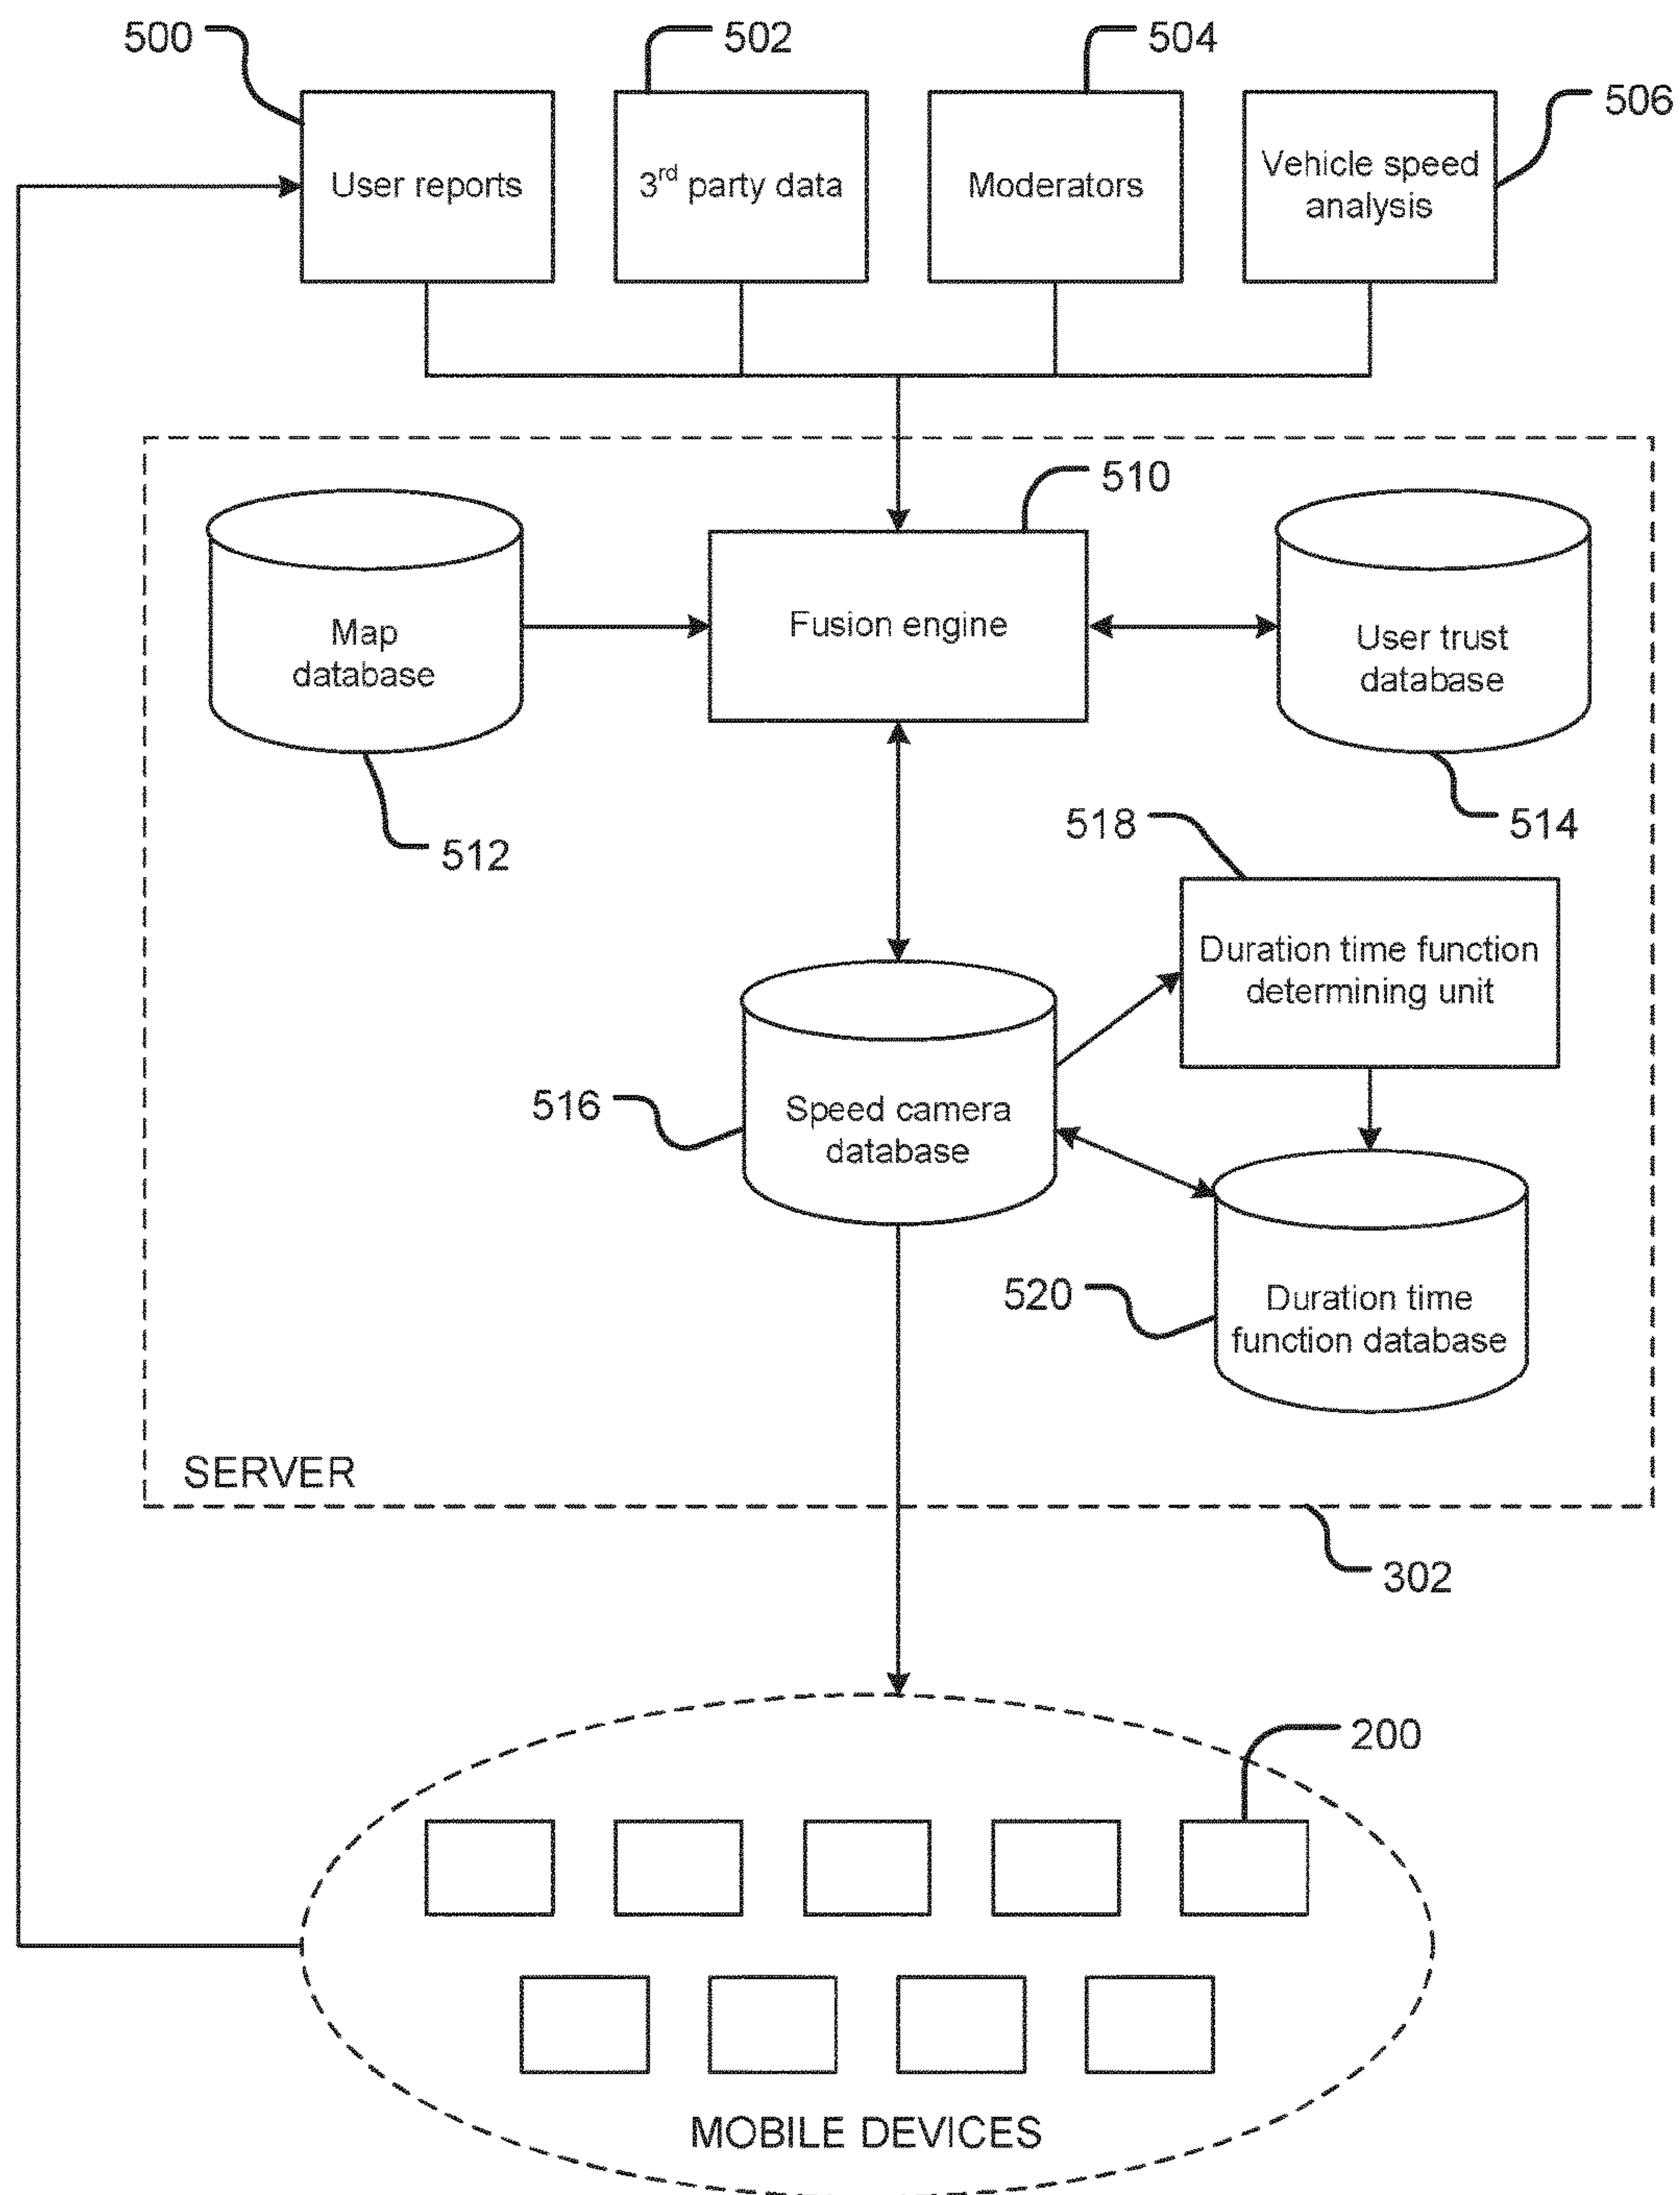 500
502
504
506
User reports
3rd party data
Moderators
Vehicle speed
analysis
510
Map
database
Fusion engine
User trust
database
512
514
518
Duration time function
determining unit
516
Speed camera
database
520
Duration time
function database
SERVER
302
200
MOBILE DEVICES